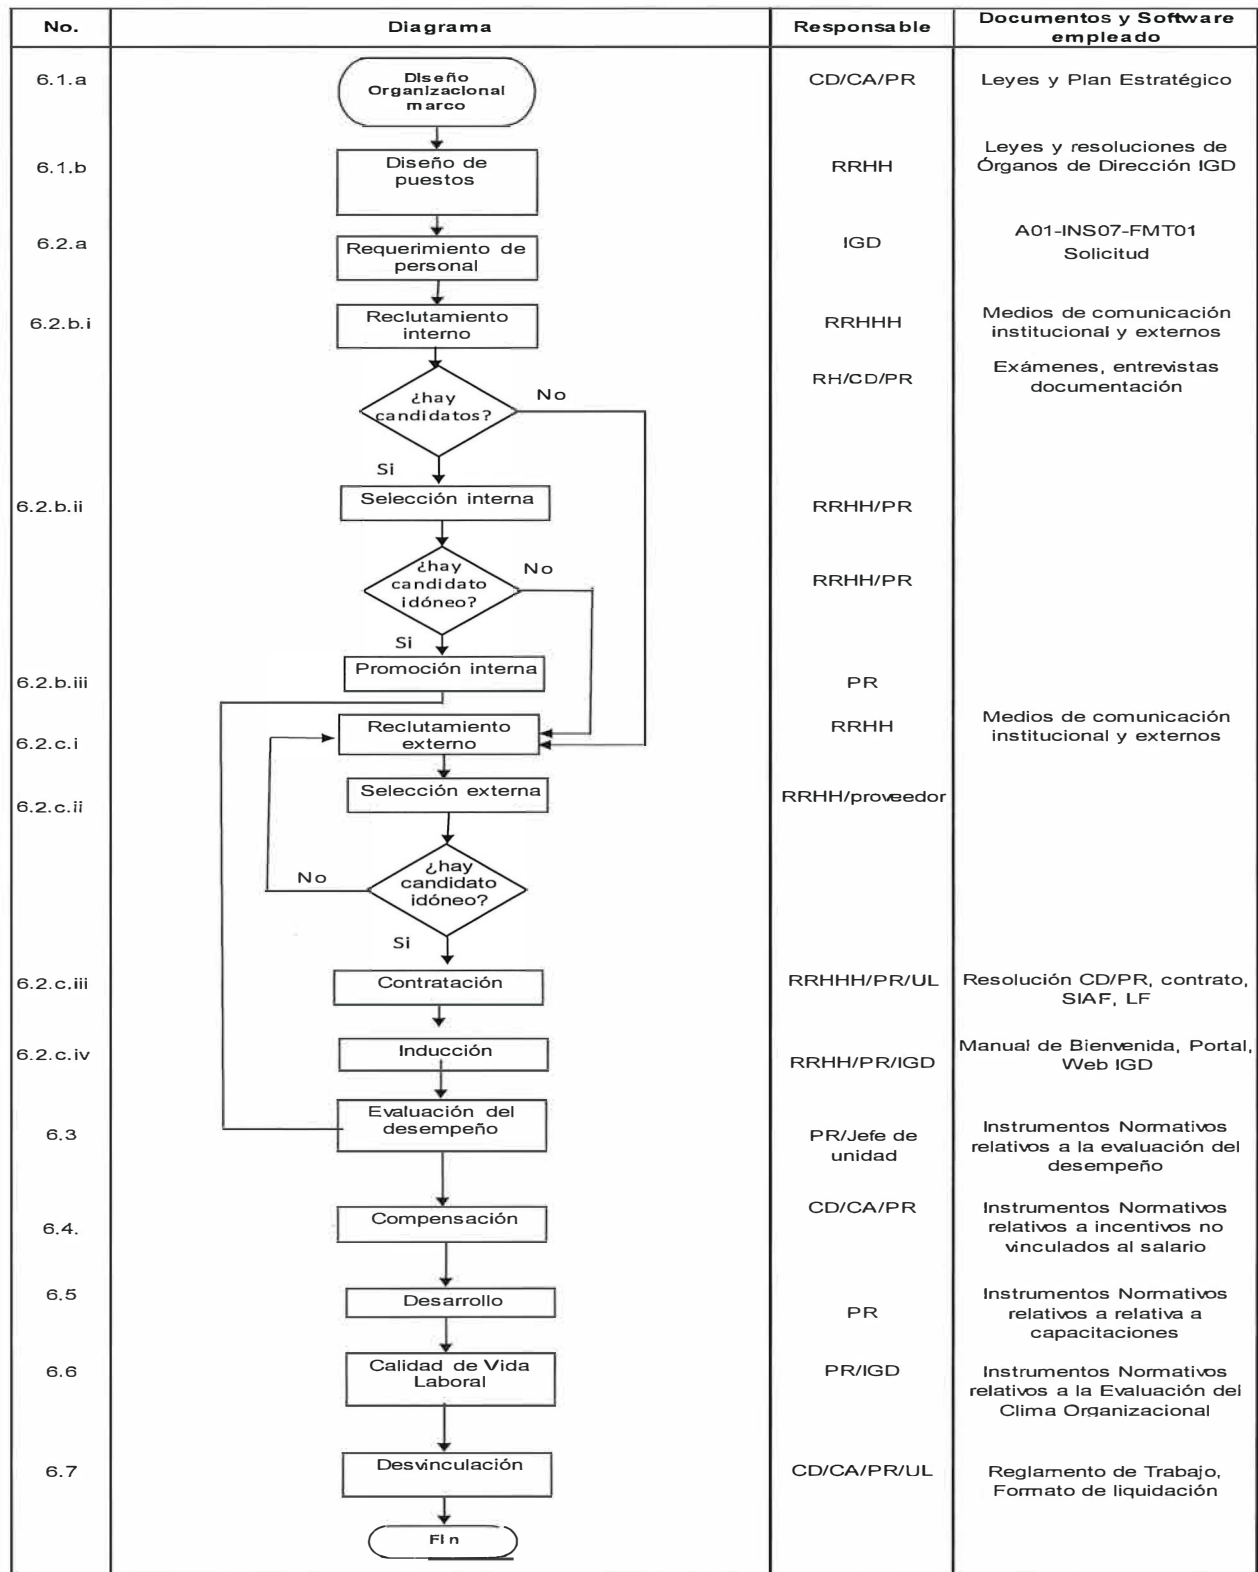 No.
Diagrama
Responsable
Documentos y Software
empleado
6.1.a
Diseño
Organizacional
marco
CD/CA/PR
Leyes y Plan Estratégico
6.1.b
Diseño de
puestos
RRHH
Leyes y resoluciones de
Órganos de Dirección IGD
6.2.a
Requerimiento de
personal
IGD
A01-INS07-FMT01
Solicitud
6.2.b.i
Reclutamiento
interno
RRHHH
Medios de comunicación
institucional y externos
¿hay
candidatos?
No
Si
RH/CD/PR
Exámenes, entrevistas
documentación
6.2.b.ii
Selección interna
RRHH/PR
¿hay
candidato
idóneo?
No
Si
RRHH/PR
6.2.b.iii
Promoción interna
PR
6.2.c.i
Reclutamiento
externo
RRHH
Medios de comunicación
institucional y externos
6.2.c.ii
Selección externa
RRHH/proveedor
¿hay
candidato
idóneo?
No
Si
6.2.c.iii
Contratación
RRHHH/PR/UL
Resolución CD/PR, contrato,
SIAF, LF
6.2.c.iv
Inducción
RRHH/PR/IGD
Manual de Bienvenida, Portal,
Web IGD
6.3
Evaluación del
desempeño
PR/Jefe de
unidad
Instrumentos Normativos
relativos a la evaluación del
desempeño
6.4.
Compensación
CD/CA/PR
Instrumentos Normativos
relativos a incentivos no
vinculados al salario
6.5
Desarrollo
PR
Instrumentos Normativos
relativos a relativa a
capacitaciones
6.6
Calidad de Vida
Laboral
PR/IGD
Instrumentos Normativos
relativos a la Evaluación del
Clima Organizacional
6.7
Desvinculación
CD/CA/PR/UL
Reglamento de Trabajo,
Formato de liquidación
Fin